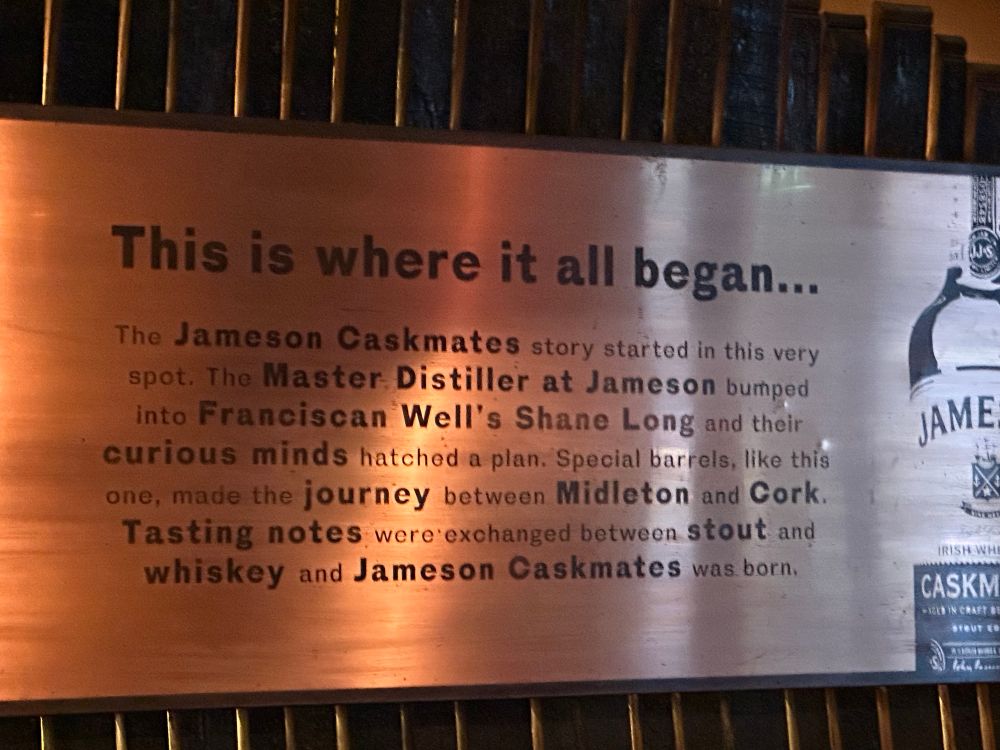 This is where it all began...
The Jameson Caskmates story started in this very
spot. The Master Distiller at Jameson bumped
into Franciscan Well's Shane Long and their
curious minds hatched a plan. Special barrels, like this
one, made the journey between Midleton and Cork.
Tasting notes were exchanged between stout and
whiskey and Jameson Caskmates was born.
JJ&S
JAME
IRISH WH
CASKM
STOUT ED